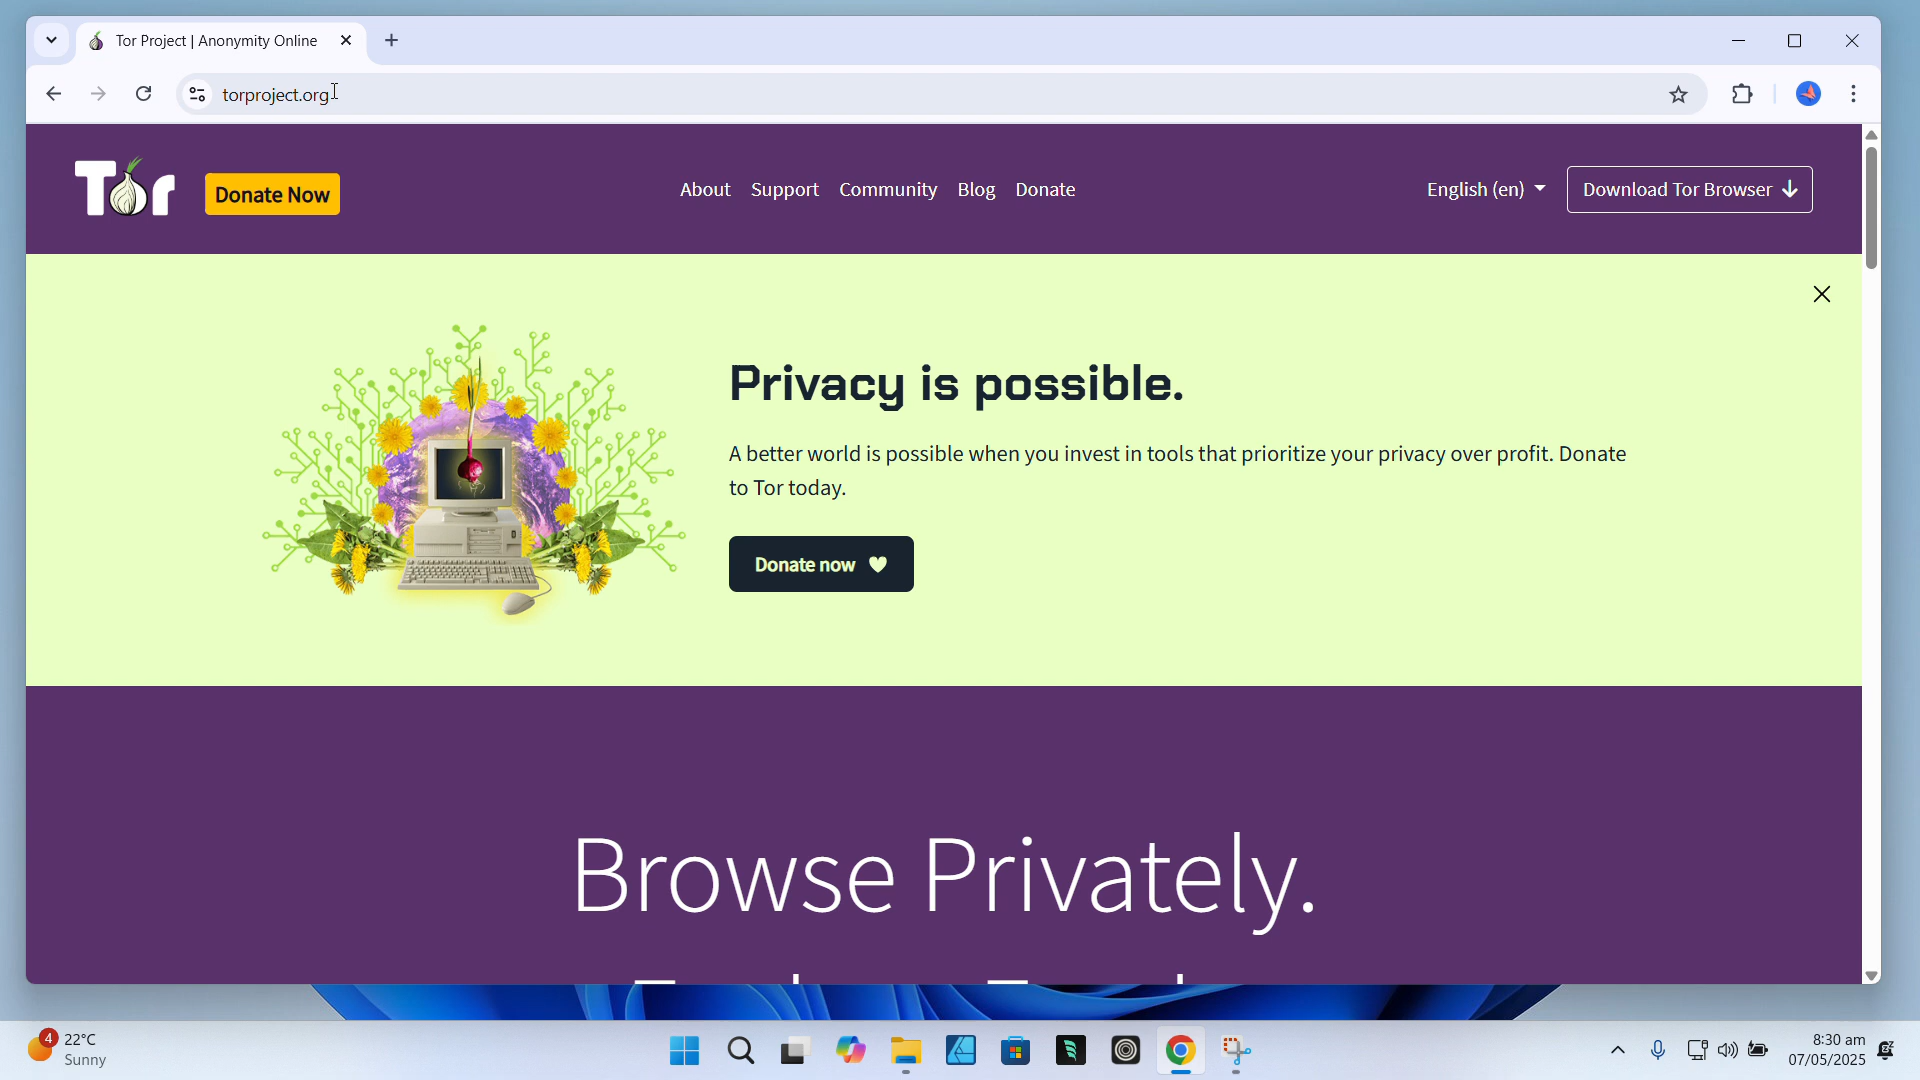 Tor Project | Anonymity Online
torproject.org
Tor
Donate Now
About Support Community Blog Donate
English (en)
Download Tor Browser
Privacy is possible.
A better world is possible when you invest in tools that prioritize your privacy over profit. Donate
to Tor today.
Donate now
Browse Privately.
4
22°C
Sunny
8:30 am
07/05/2025